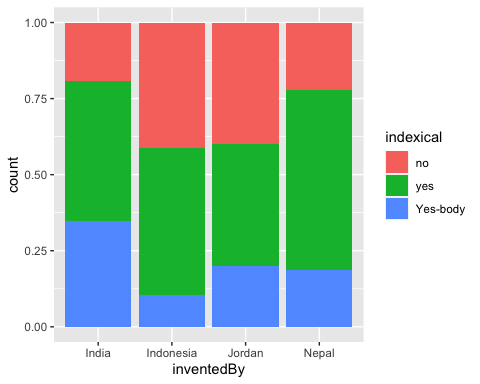 1.00
0.75
0.50
0.25
0.00
count
India Indonesia Jordan Nepal
inventedBy
indexical
no
yes
Yes-body